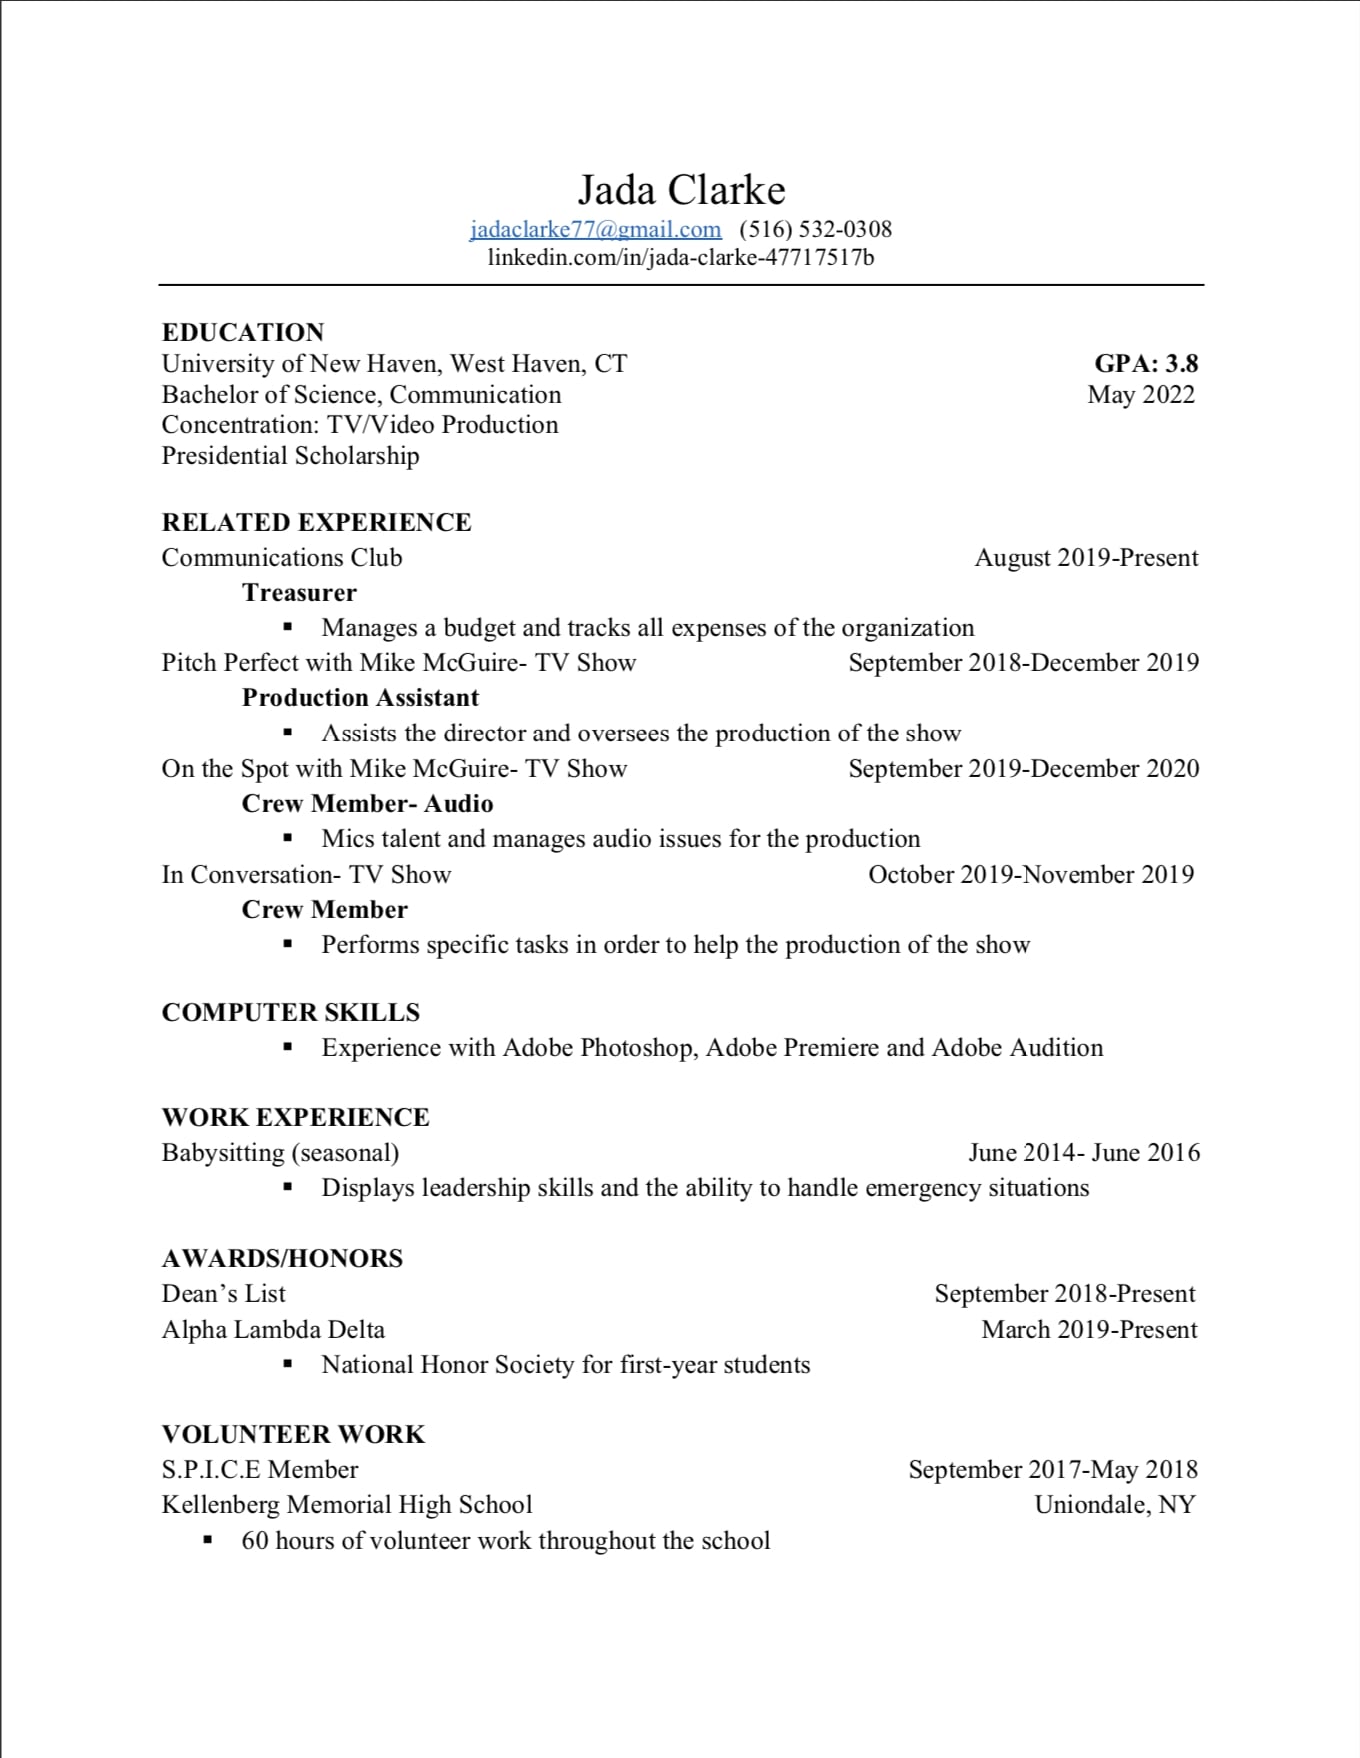 Jada Clarke
jadaclarke77@gmail.com (516) 532-0308
linkedin.com/in/jada-clarke-47717517b
EDUCATION
University of New Haven, West Haven, CT GPA: 3.8
Bachelor of Science, Communication May 2022
Concentration: TV/Video Production
Presidential Scholarship
RELATED EXPERIENCE
Communications Club August 2019-Present
Treasurer
▪ Manages a budget and tracks all expenses of the organization
Pitch Perfect with Mike McGuire- TV Show September 2018-December 2019
Production Assistant
▪ Assists the director and oversees the production of the show
On the Spot with Mike McGuire- TV Show September 2019-December 2020
Crew Member- Audio
▪ Mics talent and manages audio issues for the production
In Conversation- TV Show October 2019-November 2019
Crew Member
▪ Performs specific tasks in order to help the production of the show
COMPUTER SKILLS
▪ Experience with Adobe Photoshop, Adobe Premiere and Adobe Audition
WORK EXPERIENCE
Babysitting (seasonal) June 2014- June 2016
▪ Displays leadership skills and the ability to handle emergency situations
AWARDS/HONORS
Dean’s List September 2018-Present
Alpha Lambda Delta March 2019-Present
▪ National Honor Society for first-year students
VOLUNTEER WORK
S.P.I.C.E Member September 2017-May 2018
Kellenberg Memorial High School Uniondale, NY
▪ 60 hours of volunteer work throughout the school